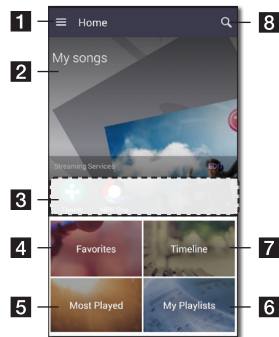 1
Home
8
2
My songs
Streaming Services
EDIT
3
4
Favorites
Timeline
7
5
Most Played
My Playlists
6